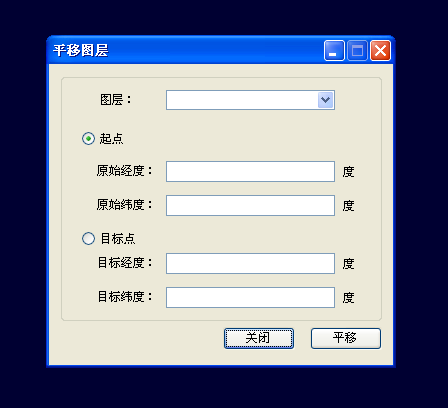 平移图层
图层：
起点
原始经度： 度
原始纬度： 度
目标点
目标经度： 度
目标纬度： 度
关闭 平移